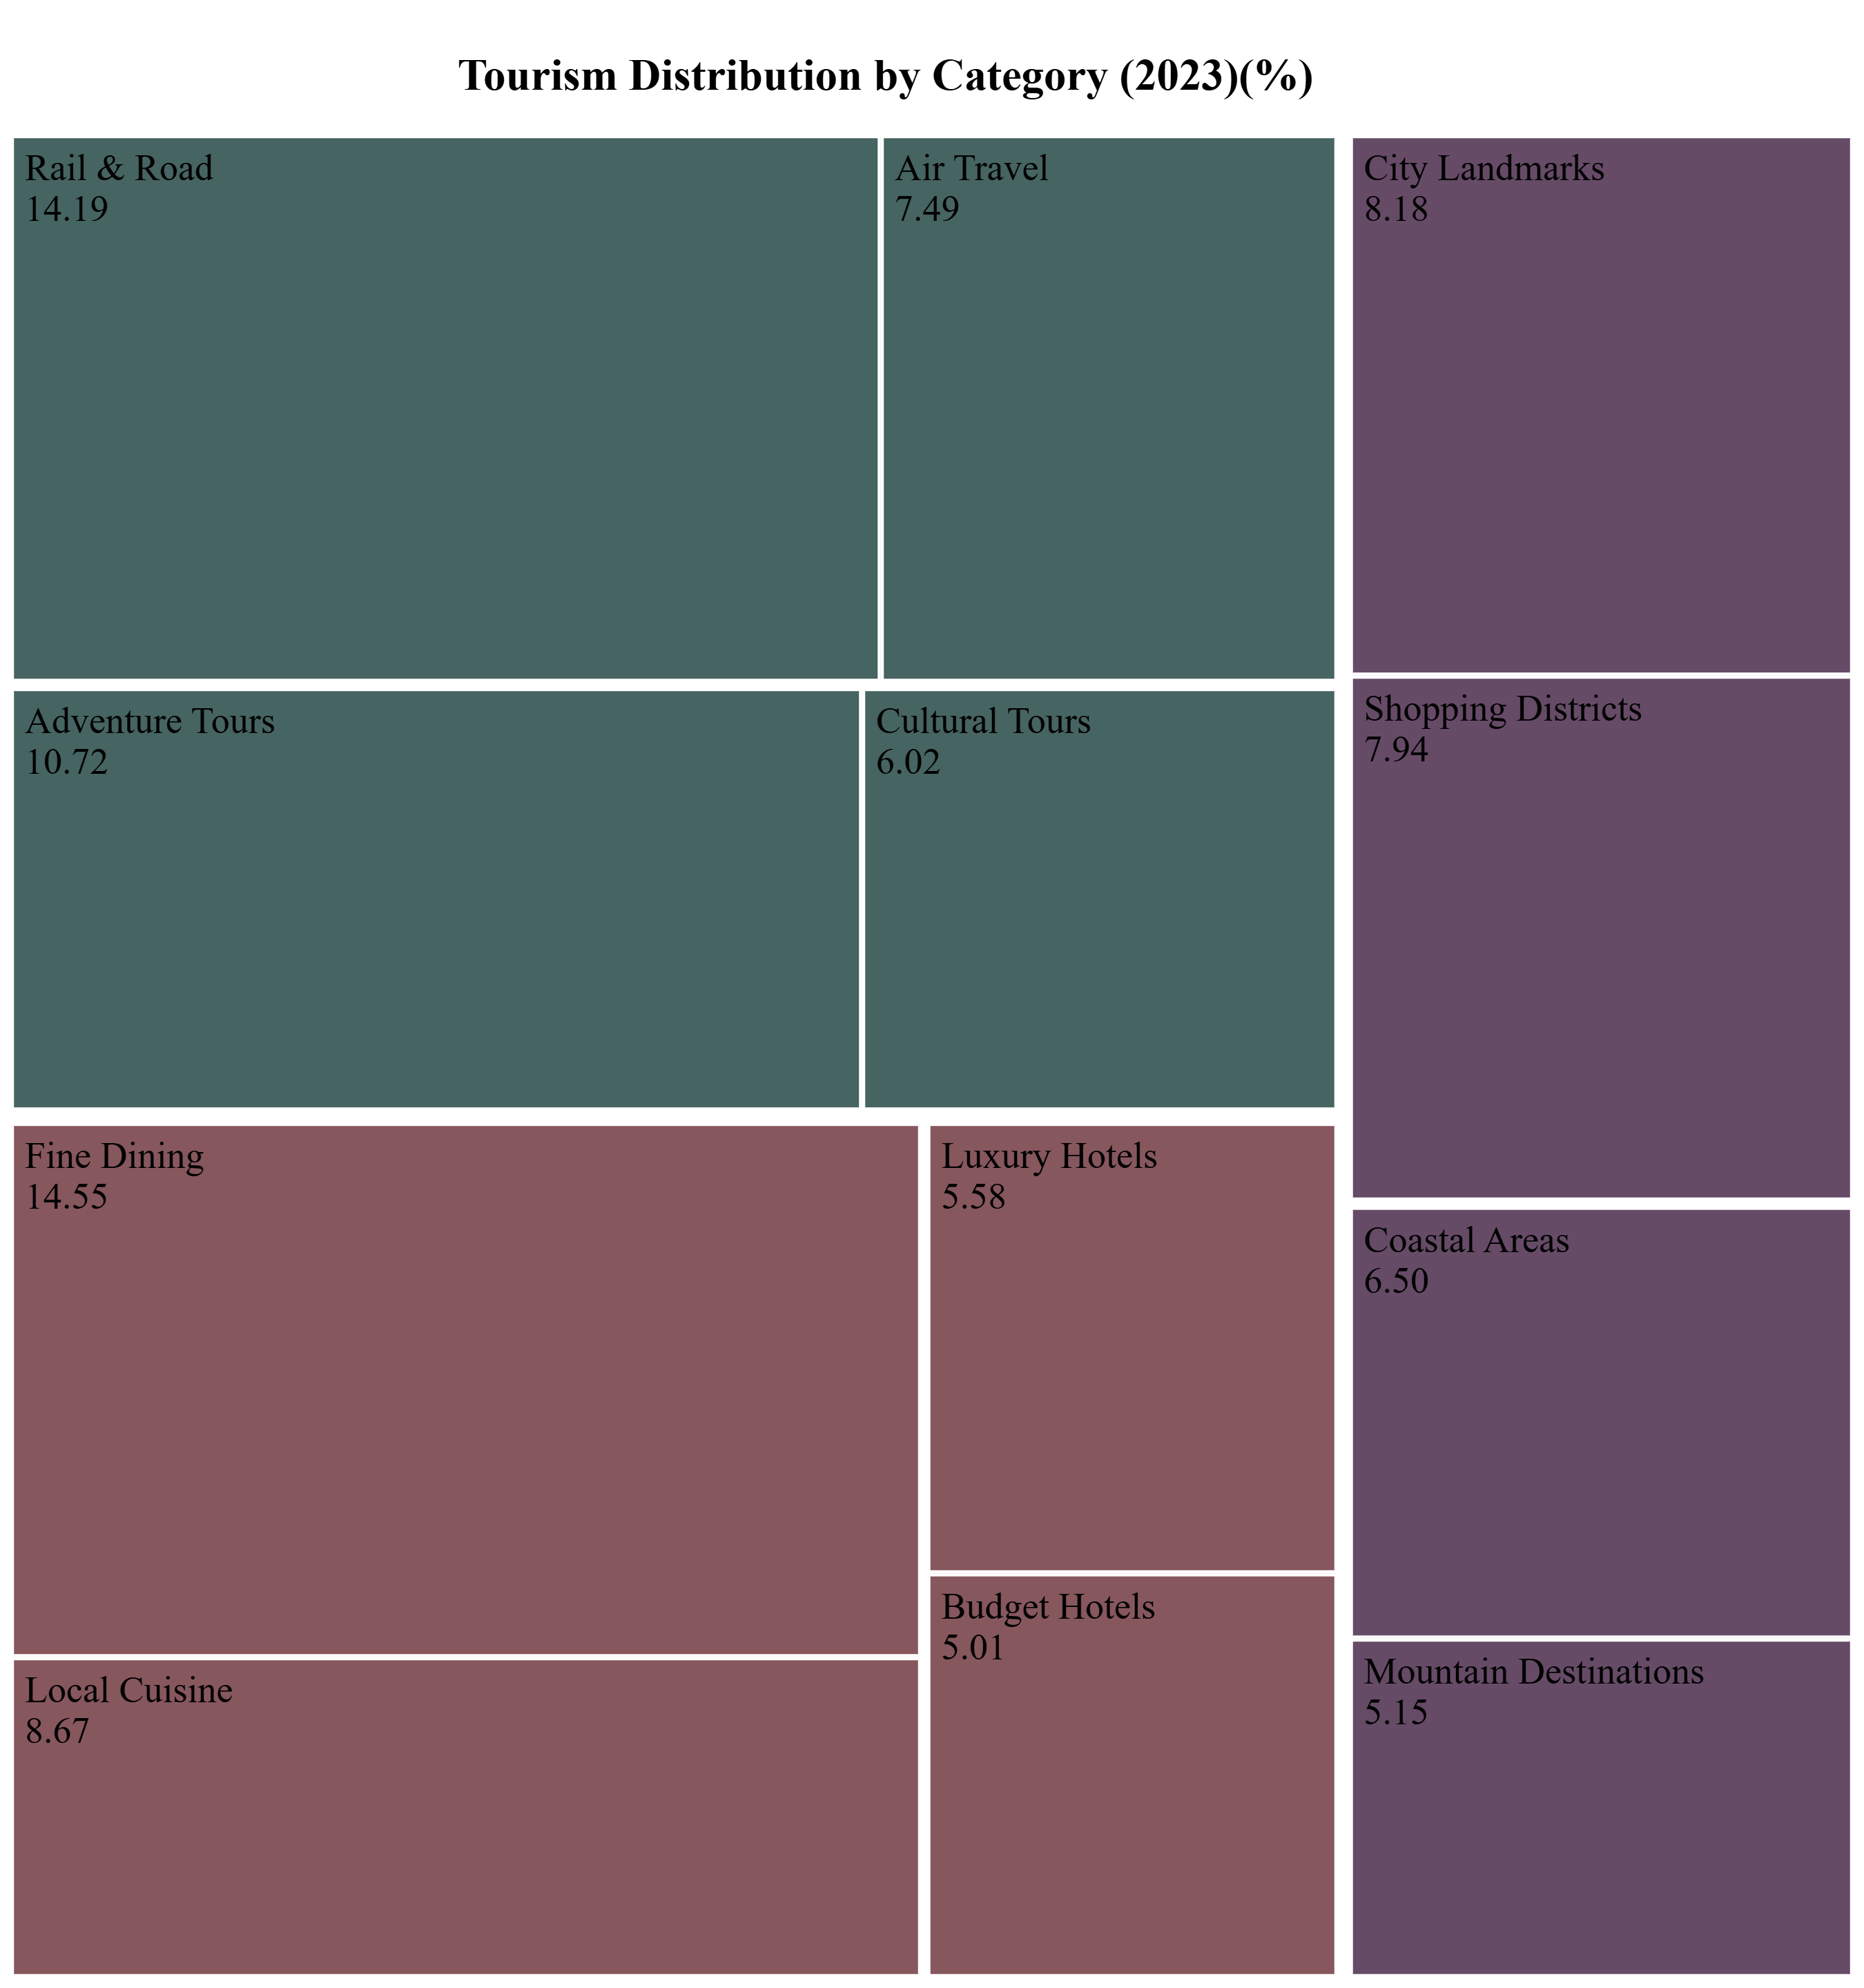 Tourism Distribution by Category (2023)(%)
Rail & Road
14.19
Air Travel
7.49
City Landmarks
8.18
Adventure Tours
10.72
Cultural Tours
6.02
Shopping Districts
7.94
Fine Dining
14.55
Luxury Hotels
5.58
Coastal Areas
6.50
Local Cuisine
8.67
Budget Hotels
5.01
Mountain Destinations
5.15